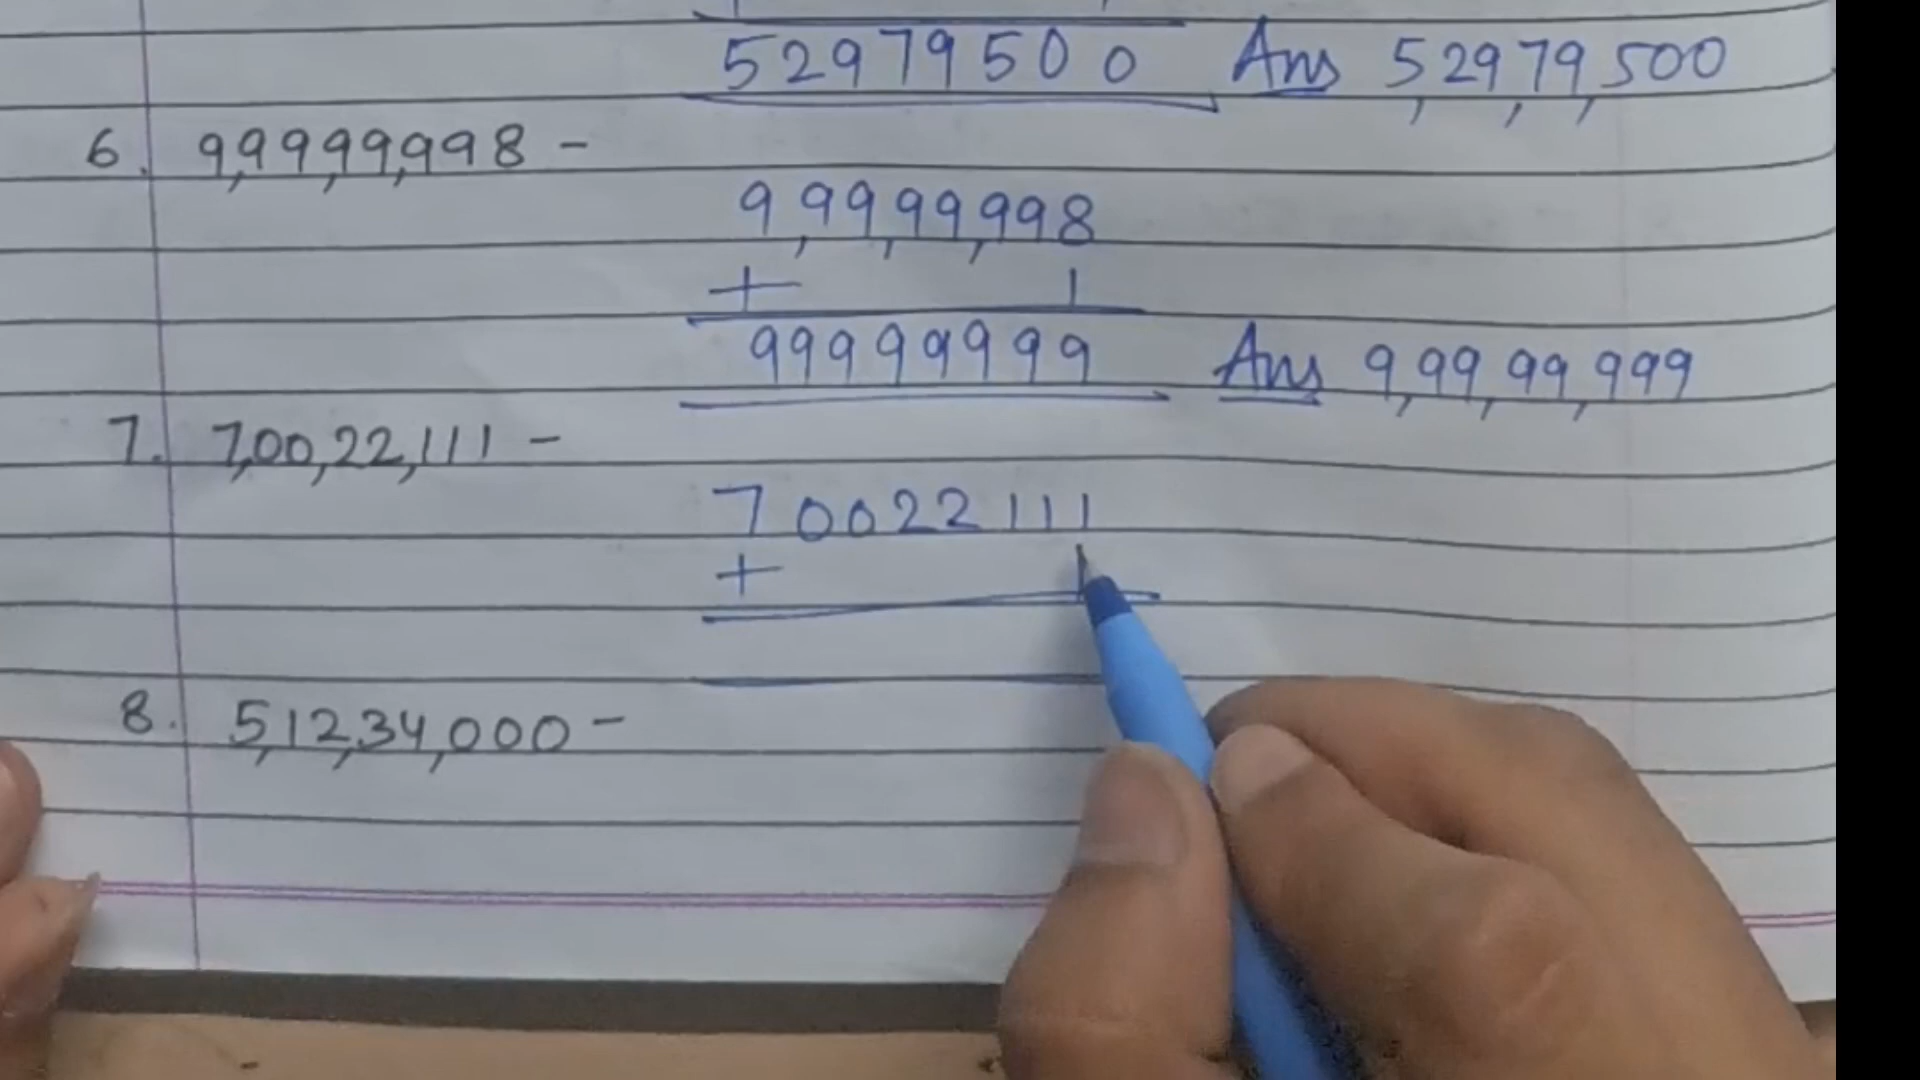 52979500 Ans 5,29,79,500
6. 9,99,99,998 -
9,99,99,998
+ 1
99999999 Ans 9,99,99,999
7. 7,00,22,111 -
70022111
+ 1
8. 5,12,34,000 -